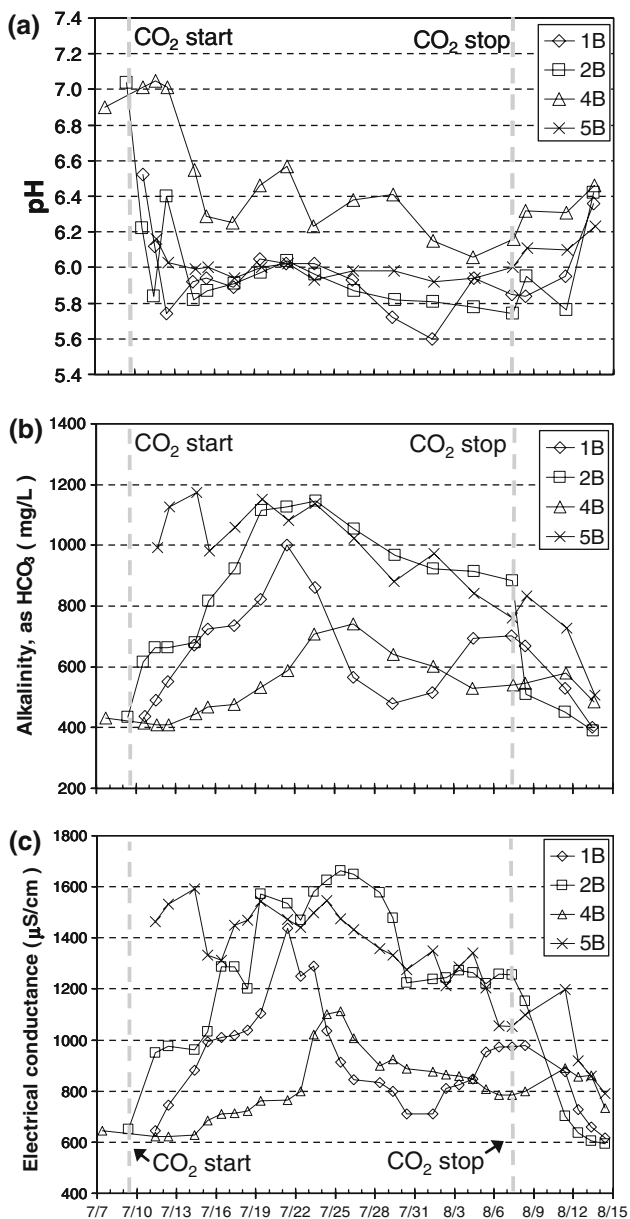 (a)
CO₂ start
CO₂ stop
1B
2B
4B
5B
pH
7.4
7.2
7.0
6.8
6.6
6.4
6.2
6.0
5.8
5.6
5.4
(b)
CO₂ start
CO₂ stop
1B
2B
4B
5B
Alkalinity, as HCO₃ ( mg/L )
1400
1200
1000
800
600
400
200
(c)
1B
2B
4B
5B
Electrical conductance (µS/cm)
1800
1600
1400
1200
1000
800
600
400
CO₂ start
CO₂ stop
7/7 7/10 7/13 7/16 7/19 7/22 7/25 7/28 7/31 8/3 8/6 8/9 8/12 8/15